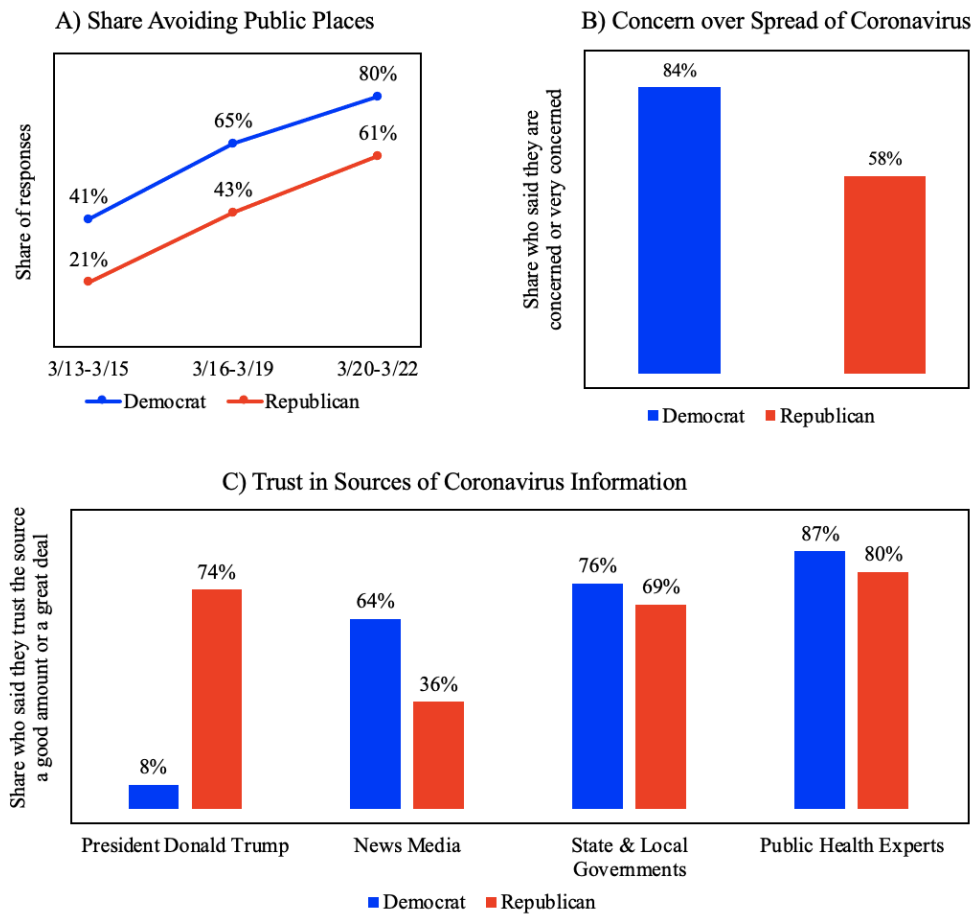 A) Share Avoiding Public Places
Share of responses
80%
65%
61%
41%
43%
21%
3/13-3/15 3/16-3/19 3/20-3/22
Democrat Republican
B) Concern over Spread of Coronavirus
Share who said they are
concerned or very concerned
84%
58%
Democrat Republican
C) Trust in Sources of Coronavirus Information
Share who said they trust the source
a good amount or a great deal
8% 74% 64% 36% 76% 69% 87% 80%
President Donald Trump News Media State & Local Public Health Experts
Governments
Democrat Republican